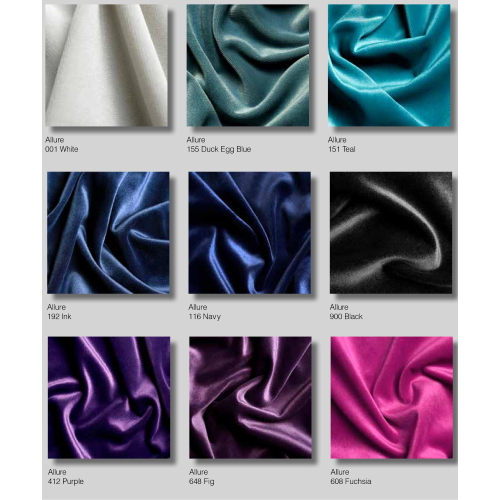 Allure
001 White
Allure
155 Duck Egg Blue
Allure
151 Teal
Allure
192 Ink
Allure
116 Navy
Allure
900 Black
Allure
412 Purple
Allure
648 Fig
Allure
608 Fuchsia